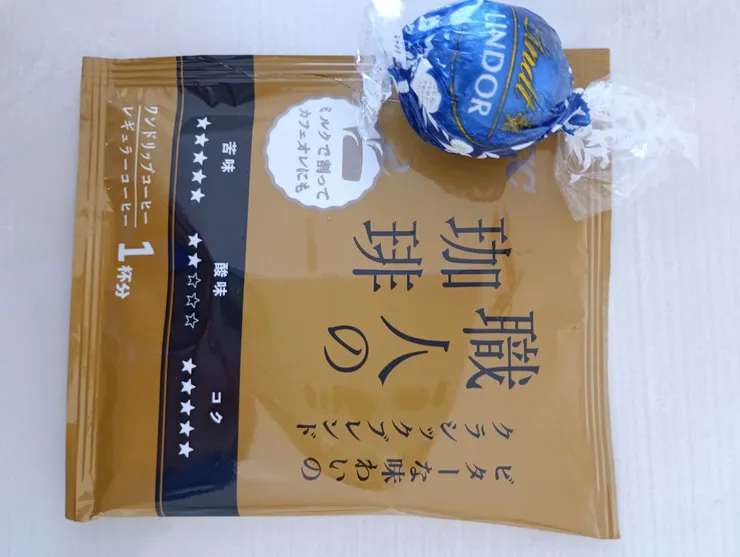 Lindt
LINDOR
ミルクで割って
カフェオレにも
職人の
珈琲
ビターな味わいの
クラシックブレンド
苦味
★★★★★
酸味
★★☆☆☆
コク
★★★★★
ワンドリップコーヒー
レギュラーコーヒー
1杯分